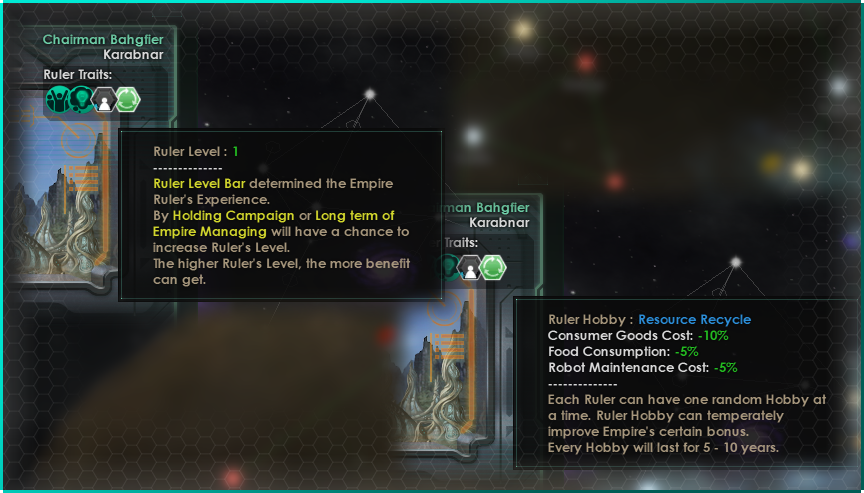 Chairman Bahgfier
Karabnar
Ruler Traits:
Ruler Level : 1
--------------
Ruler Level Bar determined the Empire
Ruler's Experience.
By Holding Campaign or Long term of
Empire Managing will have a chance to
increase Ruler's Level.
The higher Ruler's Level, the more benefit
can get.
man Bahgfier
Karabnar
er Traits:
Ruler Hobby : Resource Recycle
Consumer Goods Cost: -10%
Food Consumption: -5%
Robot Maintenance Cost: -5%
--------------
Each Ruler can have one random Hobby at
a time. Ruler Hobby can temperately
improve Empire's certain bonus.
Every Hobby will last for 5 - 10 years.